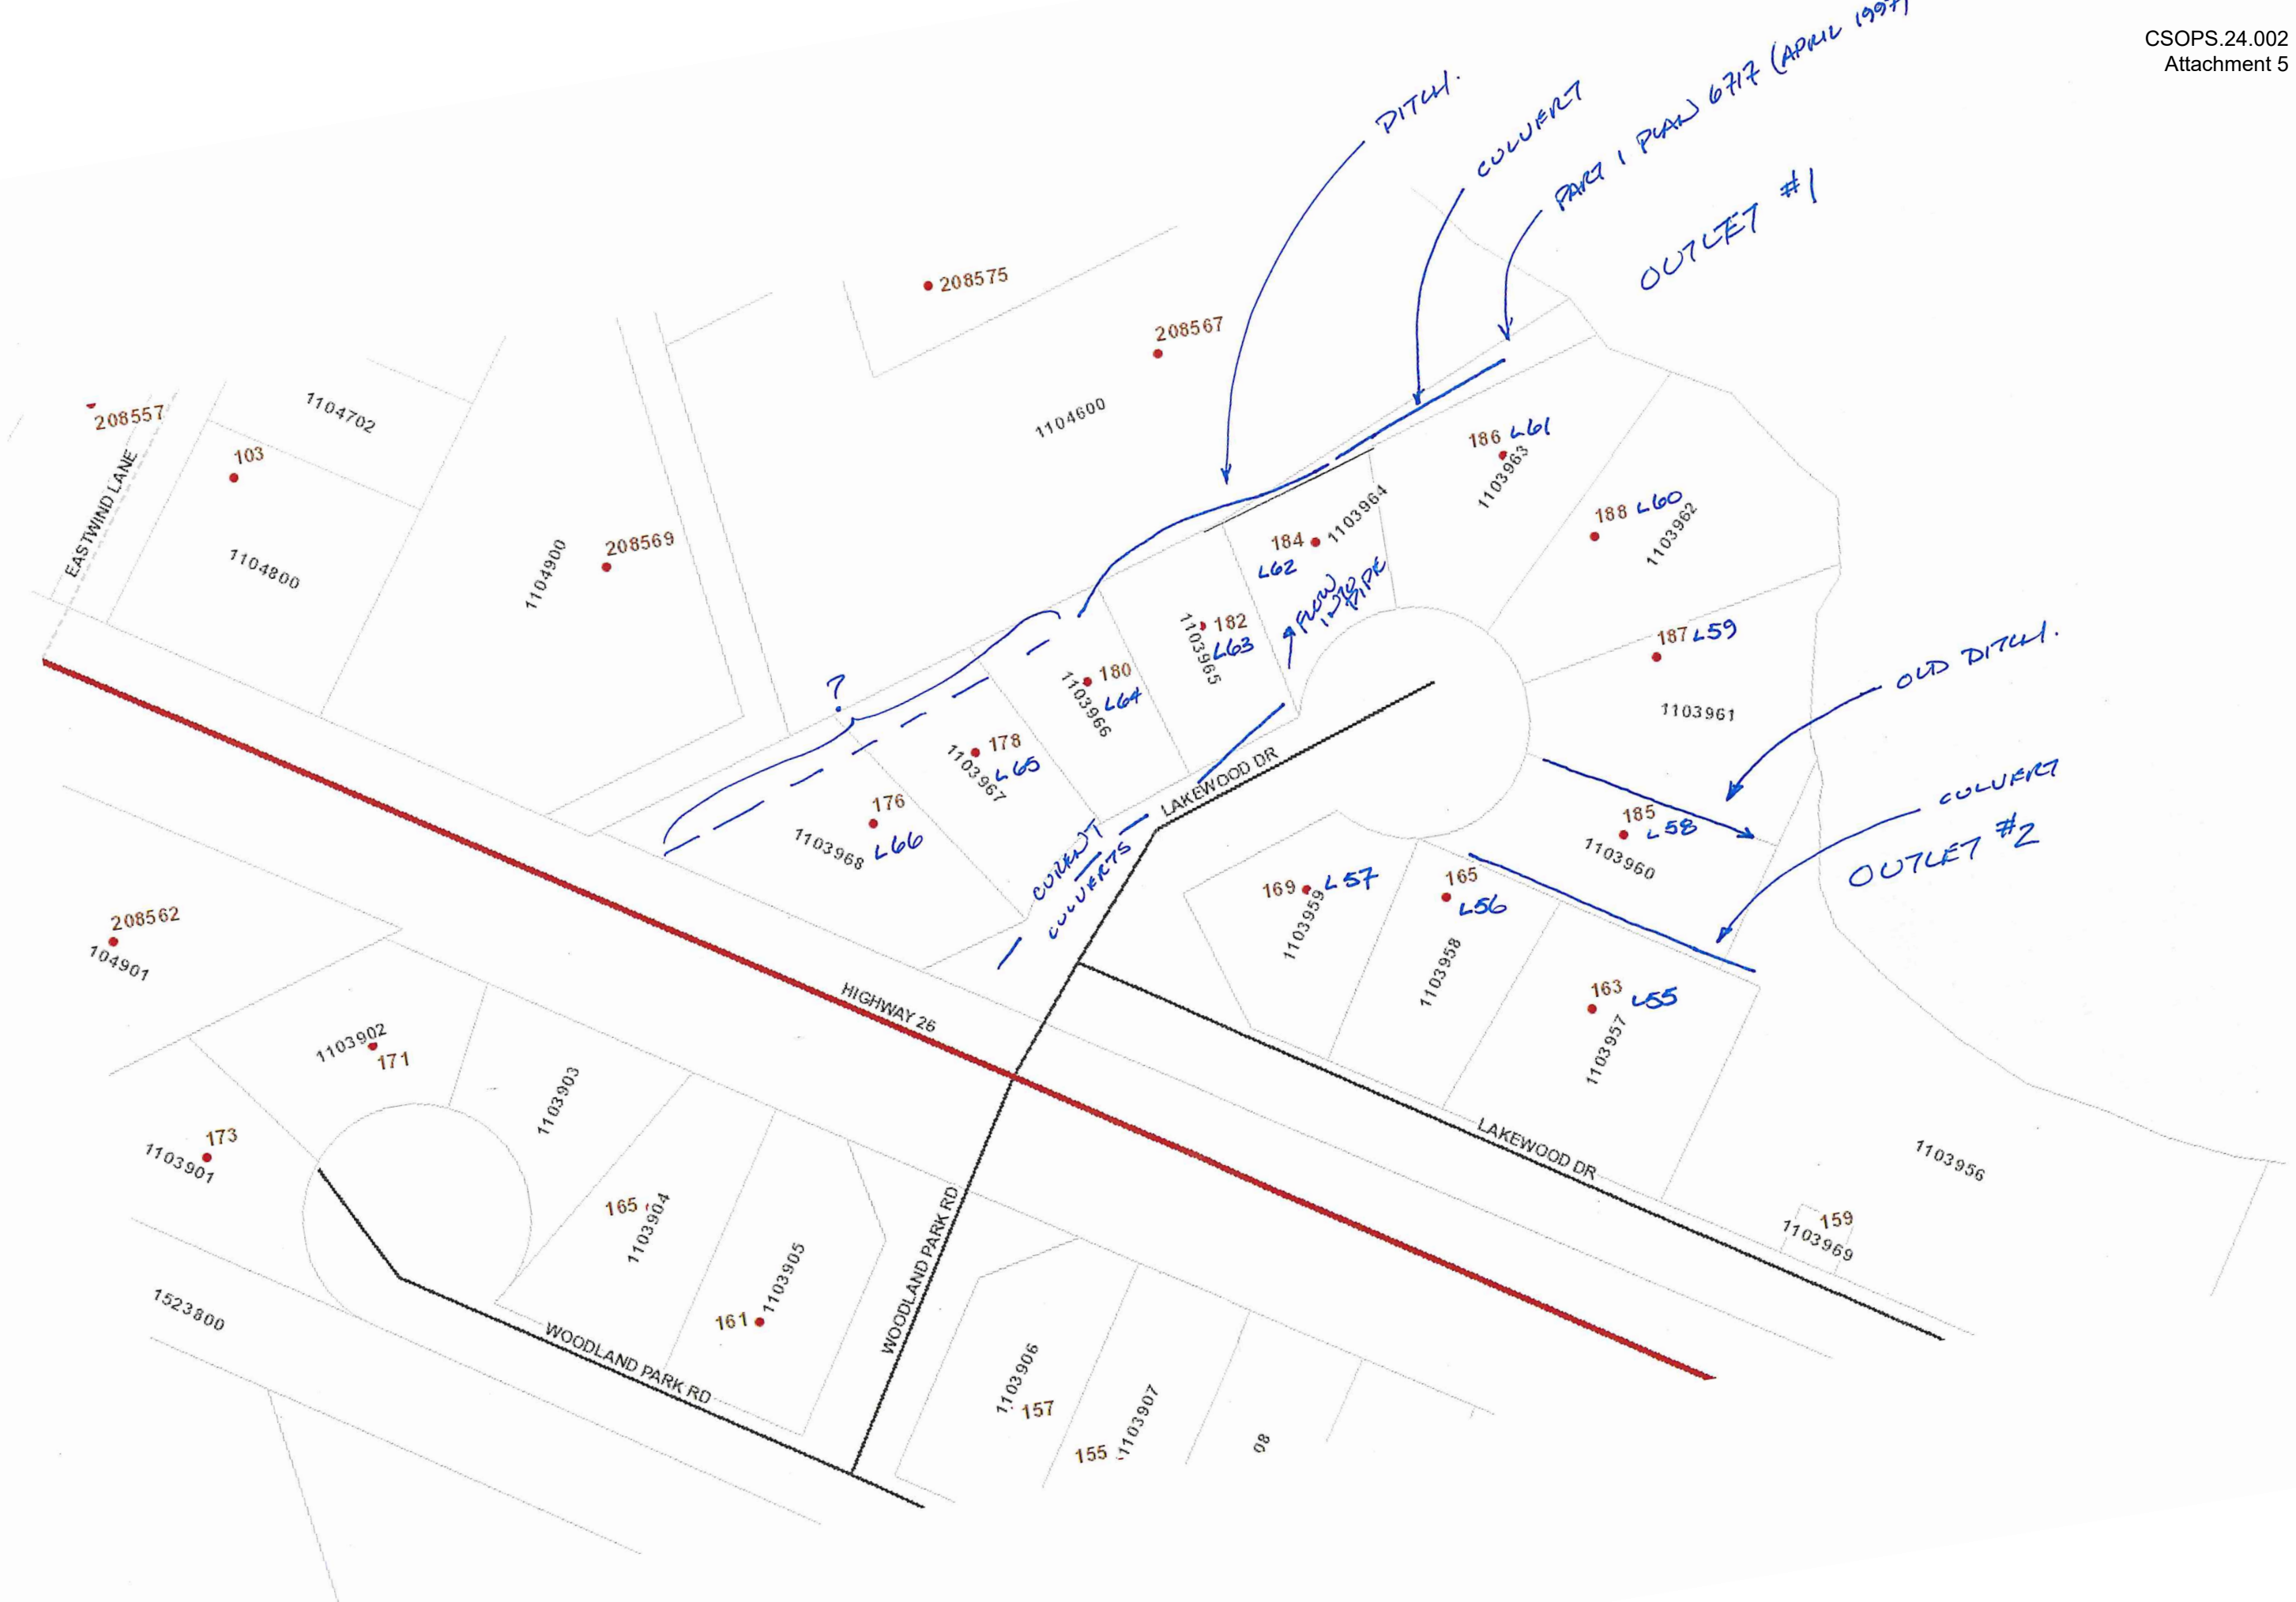 CSOPS.24.002
Attachment 5
DITCH.
CULVERT
PART 1 PLAN 6717 (APRIL 1997)
OUTLET #1
208575
208567
1104600
208557
EASTWIND LANE
103
1104702
1104800
1104900
208569
186 L61
1103963
188 L60
1103962
184
1103964
L62
FLOW
INTO
PIPE
182
L63
1103965
180
L64
1103966
178
L65
1103967
?
176
L66
1103968
187 L59
1103961
OLD DITCH.
CULVERT
OUTLET #2
185
L58
1103960
LAKEWOOD DR
CURRENT
CULVERTS
169 L57
1103959
165
L56
1103958
163
L55
1103957
208562
104901
HIGHWAY 26
1103902
171
173
1103901
1103903
165
1103904
161
1103905
WOODLAND PARK RD
WOODLAND PARK RD
LAKEWOOD DR
1103956
159
1103969
1523800
1103906
157
155
1103907
08